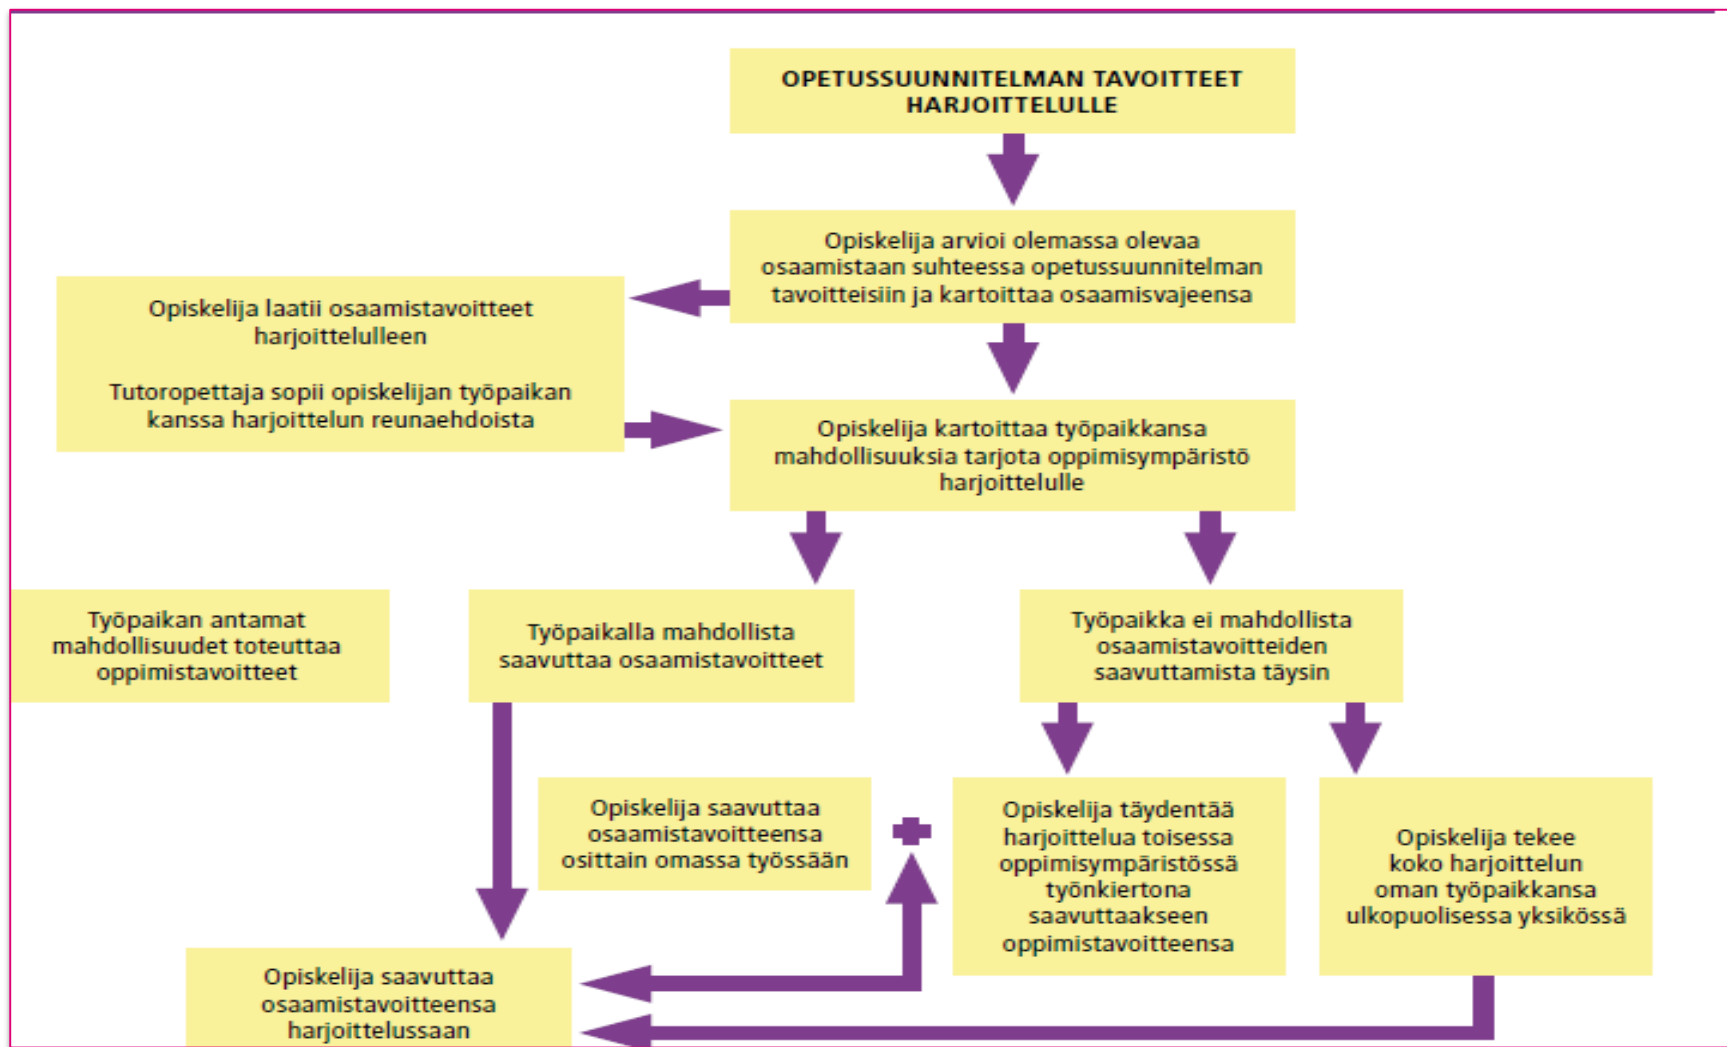 OPETUSSUUNNITELMAN TAVOITTEET
HARJOITTELULLE
Opiskelija arvioi olemassa olevaa
osaamistaan suhteessa opetussuunnitelman
tavoitteisiin ja kartoittaa osaamisvajeensa
Opiskelija laatii osaamistavoitteet
harjoittelulleen
Tutoropettaja sopii opiskelijan työpaikan
kanssa harjoittelun reunaehdoista
Opiskelija kartoittaa työpaikkansa
mahdollisuuksia tarjota oppimisympäristö
harjoittelulle
Työpaikan antamat
mahdollisuudet toteuttaa
oppimistavoitteet
Työpaikalla mahdollista
saavuttaa osaamistavoitteet
Työpaikka ei mahdollista
osaamistavoitteiden
saavuttamista täysin
Opiskelija saavuttaa
osaamistavoitteensa
osittain omassa työssään
Opiskelija täydentää
harjoittelua toisessa
oppimisympäristössä
työnkiertona
saavuttaakseen
oppimistavoitteensa
Opiskelija tekee
koko harjoittelun
oman työpaikkansa
ulkopuolisessa yksikössä
Opiskelija saavuttaa
osaamistavoitteensa
harjoittelussaan